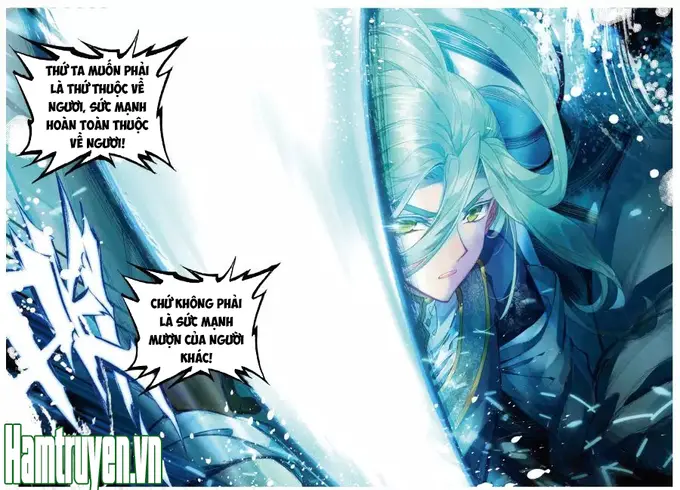 THỨ TA MUỐN PHẢI
LÀ THỨ THUỘC VỀ
NGƯƠI, SỨC MẠNH
HOÀN TOÀN THUỘC
VỀ NGƯƠI!
CHỨ KHÔNG PHẢI
LÀ SỨC MẠNH
MƯỢN CỦA NGƯỜI
KHÁC!
Hamtruyen.vn